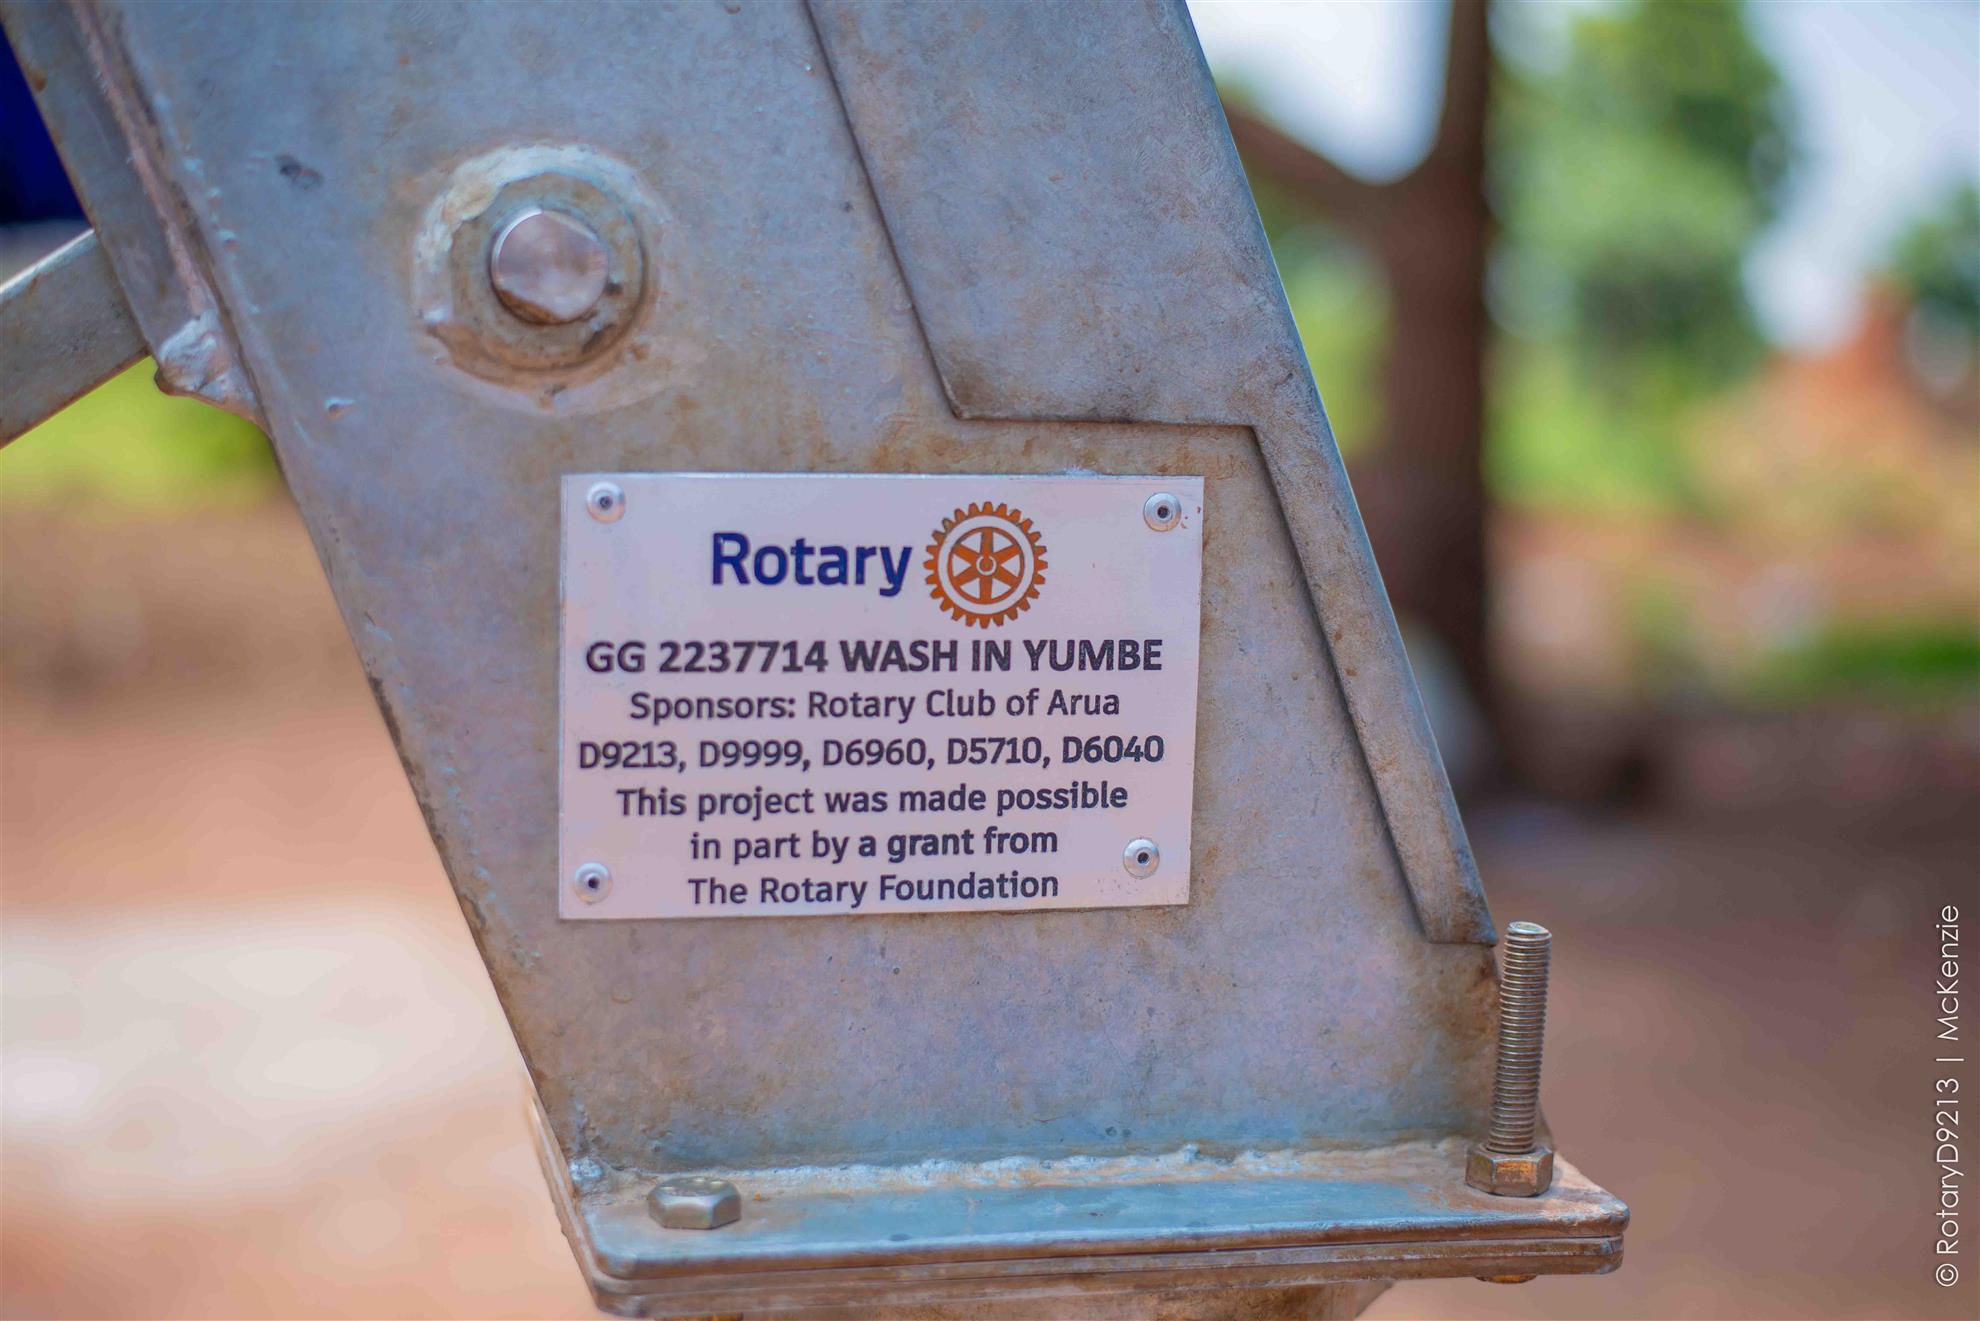 Rotary
GG 2237714 WASH IN YUMBE
Sponsors: Rotary Club of Arua
D9213, D9999, D6960, D5710, D6040
This project was made possible
in part by a grant from
The Rotary Foundation
© RotaryD9213 | McKenzie